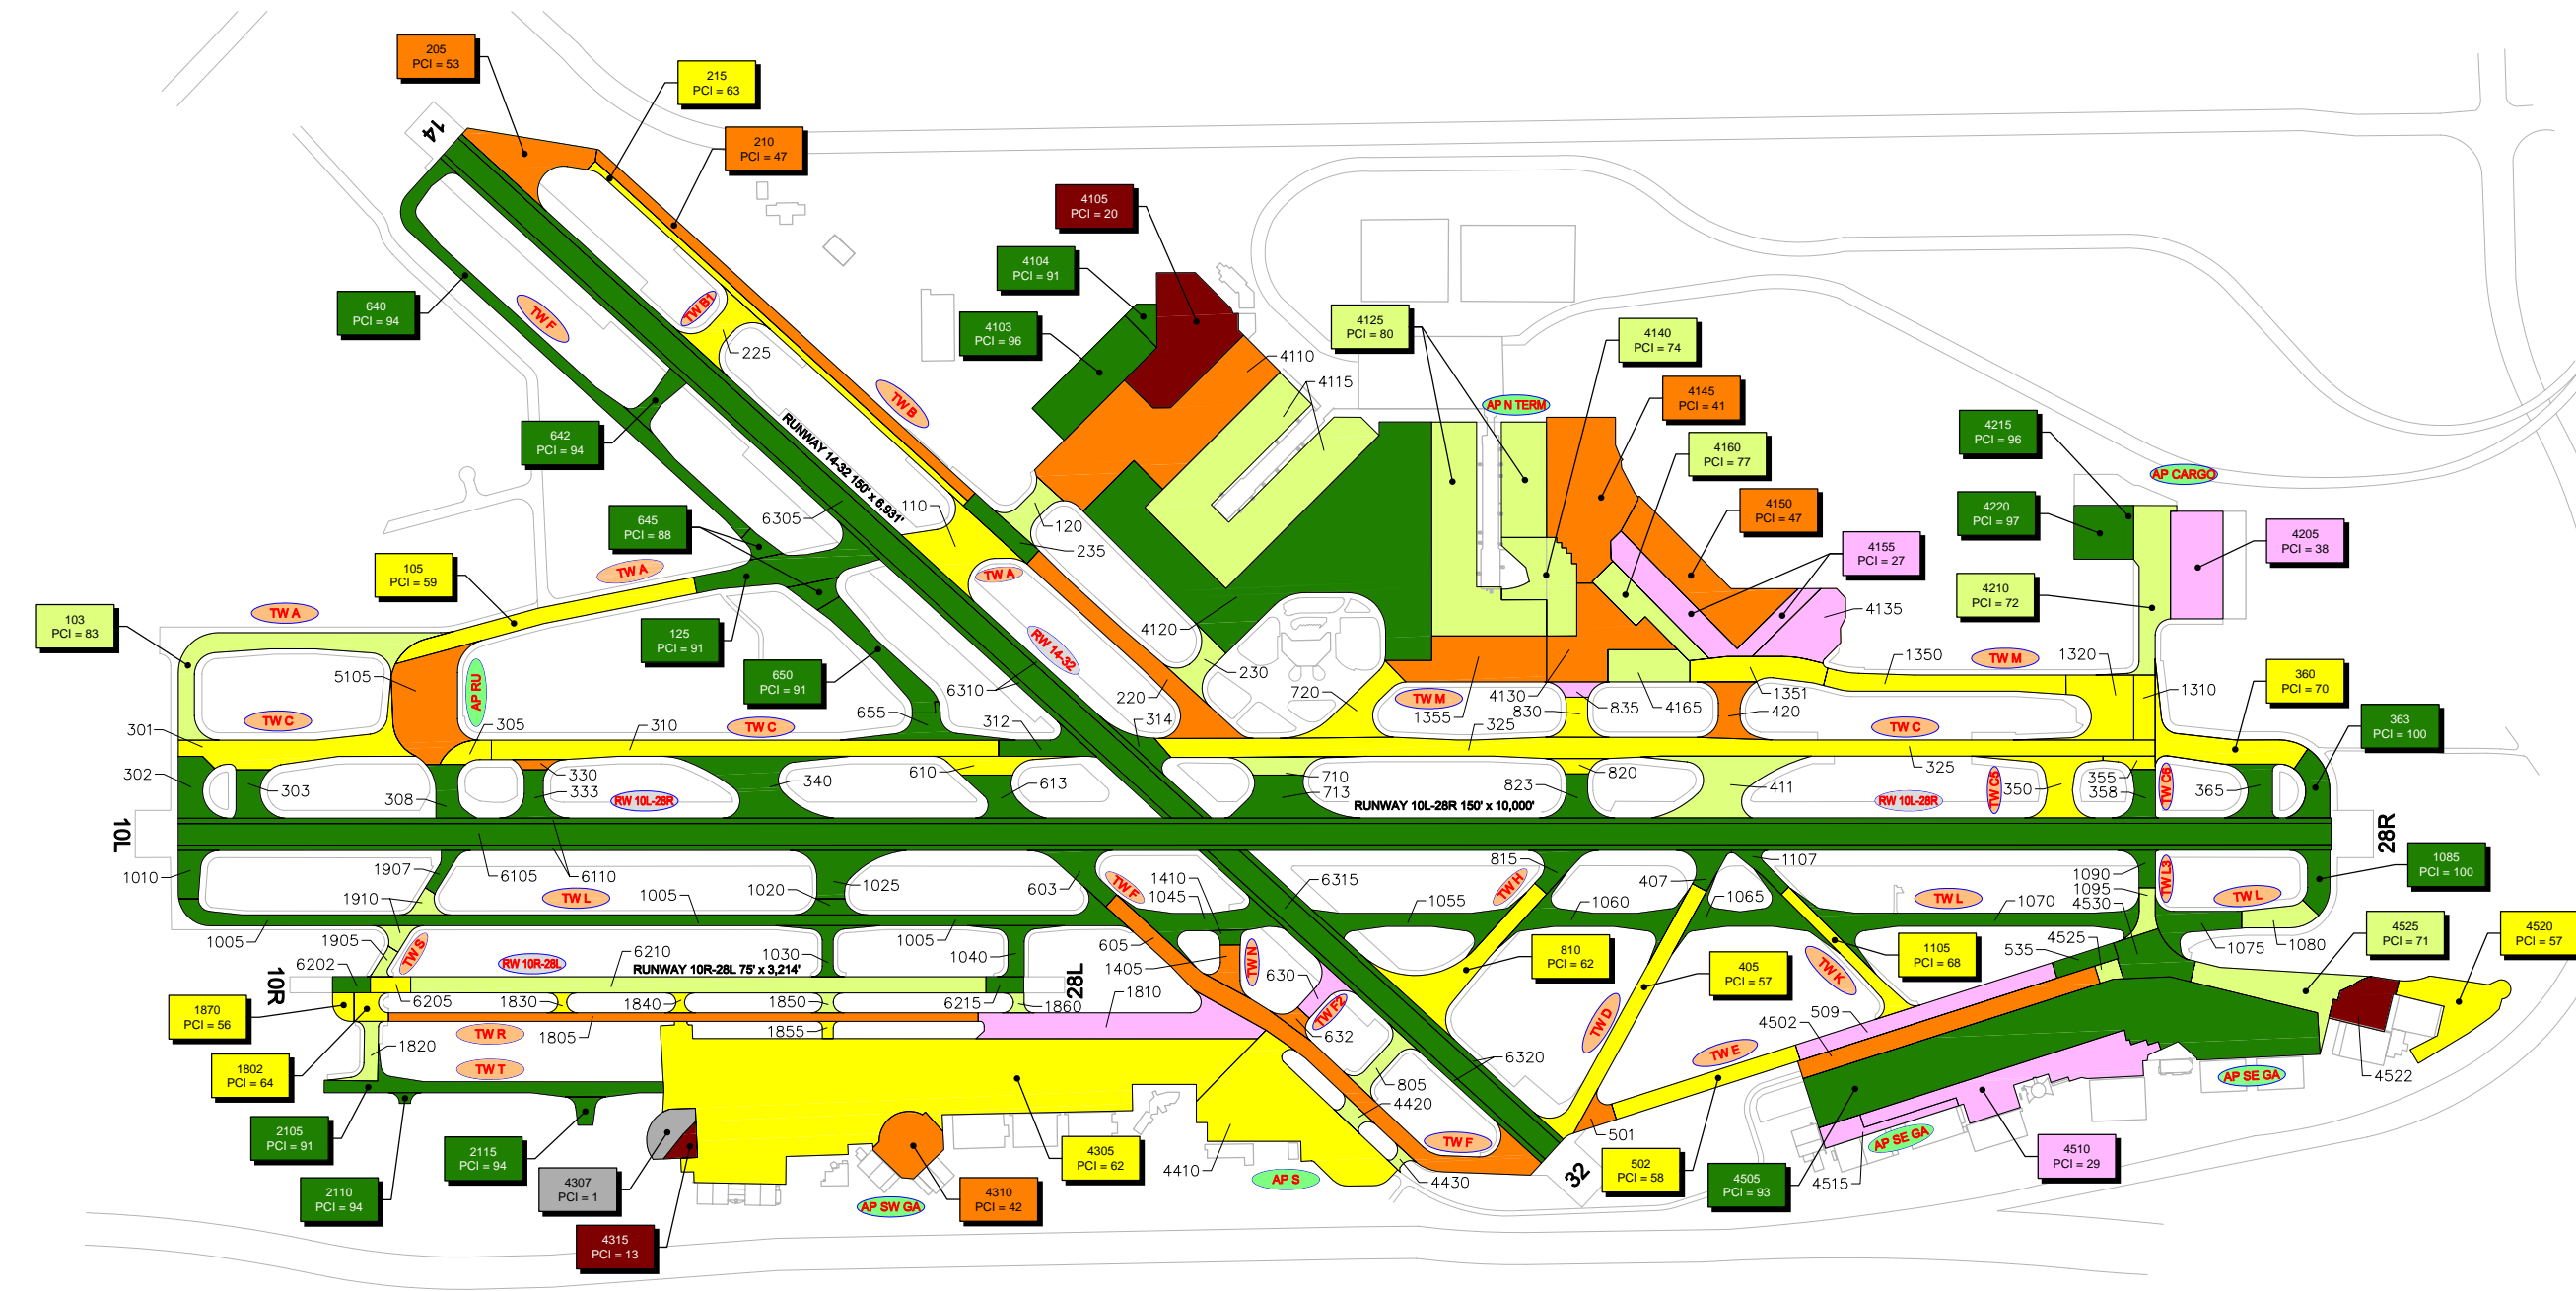 205
PCI = 53
215
PCI = 63
210
PCI = 47
14
4105
PCI = 20
4104
PCI = 91
4103
PCI = 96
640
PCI = 94
TW F
TW B1
225
TW B
4110
4115
4125
PCI = 80
4140
PCI = 74
4145
PCI = 41
AP N TERM
4160
PCI = 77
4150
PCI = 47
4155
PCI = 27
4135
4215
PCI = 96
AP CARGO
4220
PCI = 97
4205
PCI = 38
4210
PCI = 72
642
PCI = 94
RUNWAY 14-32 150' x 6,931'
6305
110
120
235
645
PCI = 88
105
PCI = 59
TW A
TW A
TW A
103
PCI = 83
125
PCI = 91
650
PCI = 91
RW 14-32
4120
5105
AP RU
6310
220
230
720
TW M
1355
4130
830
835
4165
1351
420
1350
TW M
1320
1310
360
PCI = 70
363
PCI = 100
301
TW C
305
310
TW C
655
312
314
325
TW C
325
302
303
308
330
333
RW 10L-28R
340
610
613
710
713
823
820
411
RUNWAY 10L-28R 150' x 10,000'
RW 10L-28R
TW C5
350
355
358
TW C6
365
10L
28R
1010
1907
6105
6110
1020
1025
603
TW F
1410
1045
6315
1055
TW H
815
1060
407
1107
1065
TW L
1070
1090
1095
4530
TW L3
TW L
1085
PCI = 100
1910
TW L
1005
1005
1905
TW S
6210
1030
1005
1040
605
1405
TW N
630
810
PCI = 62
405
PCI = 57
1105
PCI = 68
TW K
535
4525
1075
1080
4525
PCI = 71
4520
PCI = 57
6202
10R
RW 10R-28L
RUNWAY 10R-28L 75' x 3,214'
28L
1870
PCI = 56
6205
1830
1840
1850
6215
1860
1810
TW F2
632
TW D
4502
509
TW R
1805
1855
1820
1802
PCI = 64
TW T
6320
TW E
805
4420
4522
AP SE GA
2105
PCI = 91
2115
PCI = 94
4307
PCI = 1
4305
PCI = 62
4410
TW F
501
502
PCI = 58
AP SE GA
4510
PCI = 29
4505
PCI = 93
4515
2110
PCI = 94
AP SW GA
4310
PCI = 42
AP S
4430
32
4315
PCI = 13